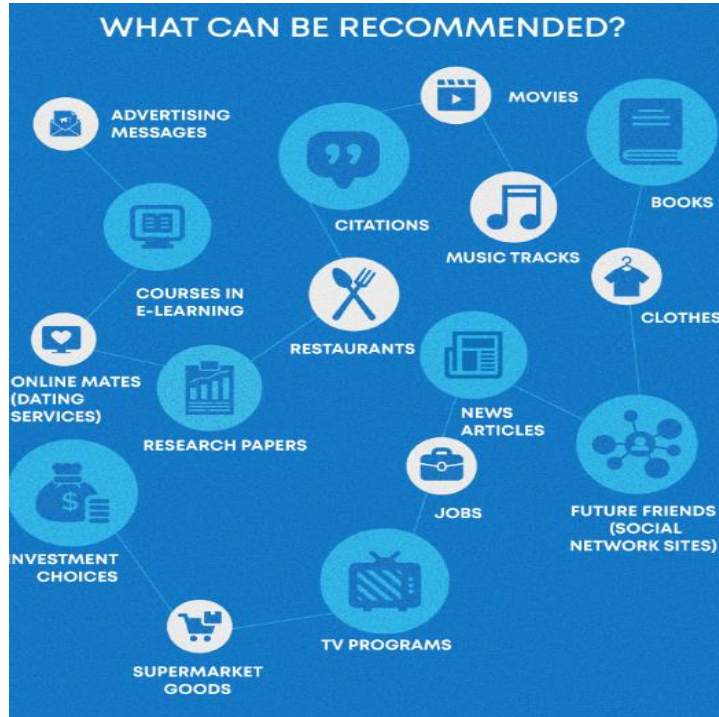 WHAT CAN BE RECOMMENDED?
ADVERTISING
MESSAGES
MOVIES
CITATIONS
BOOKS
MUSIC TRACKS
COURSES IN
E-LEARNING
CLOTHES
RESTAURANTS
ONLINE MATES
(DATING
SERVICES)
RESEARCH PAPERS
NEWS
ARTICLES
JOBS
FUTURE FRIENDS
(SOCIAL
NETWORK SITES)
INVESTMENT
CHOICES
$
TV PROGRAMS
SUPERMARKET
GOODS